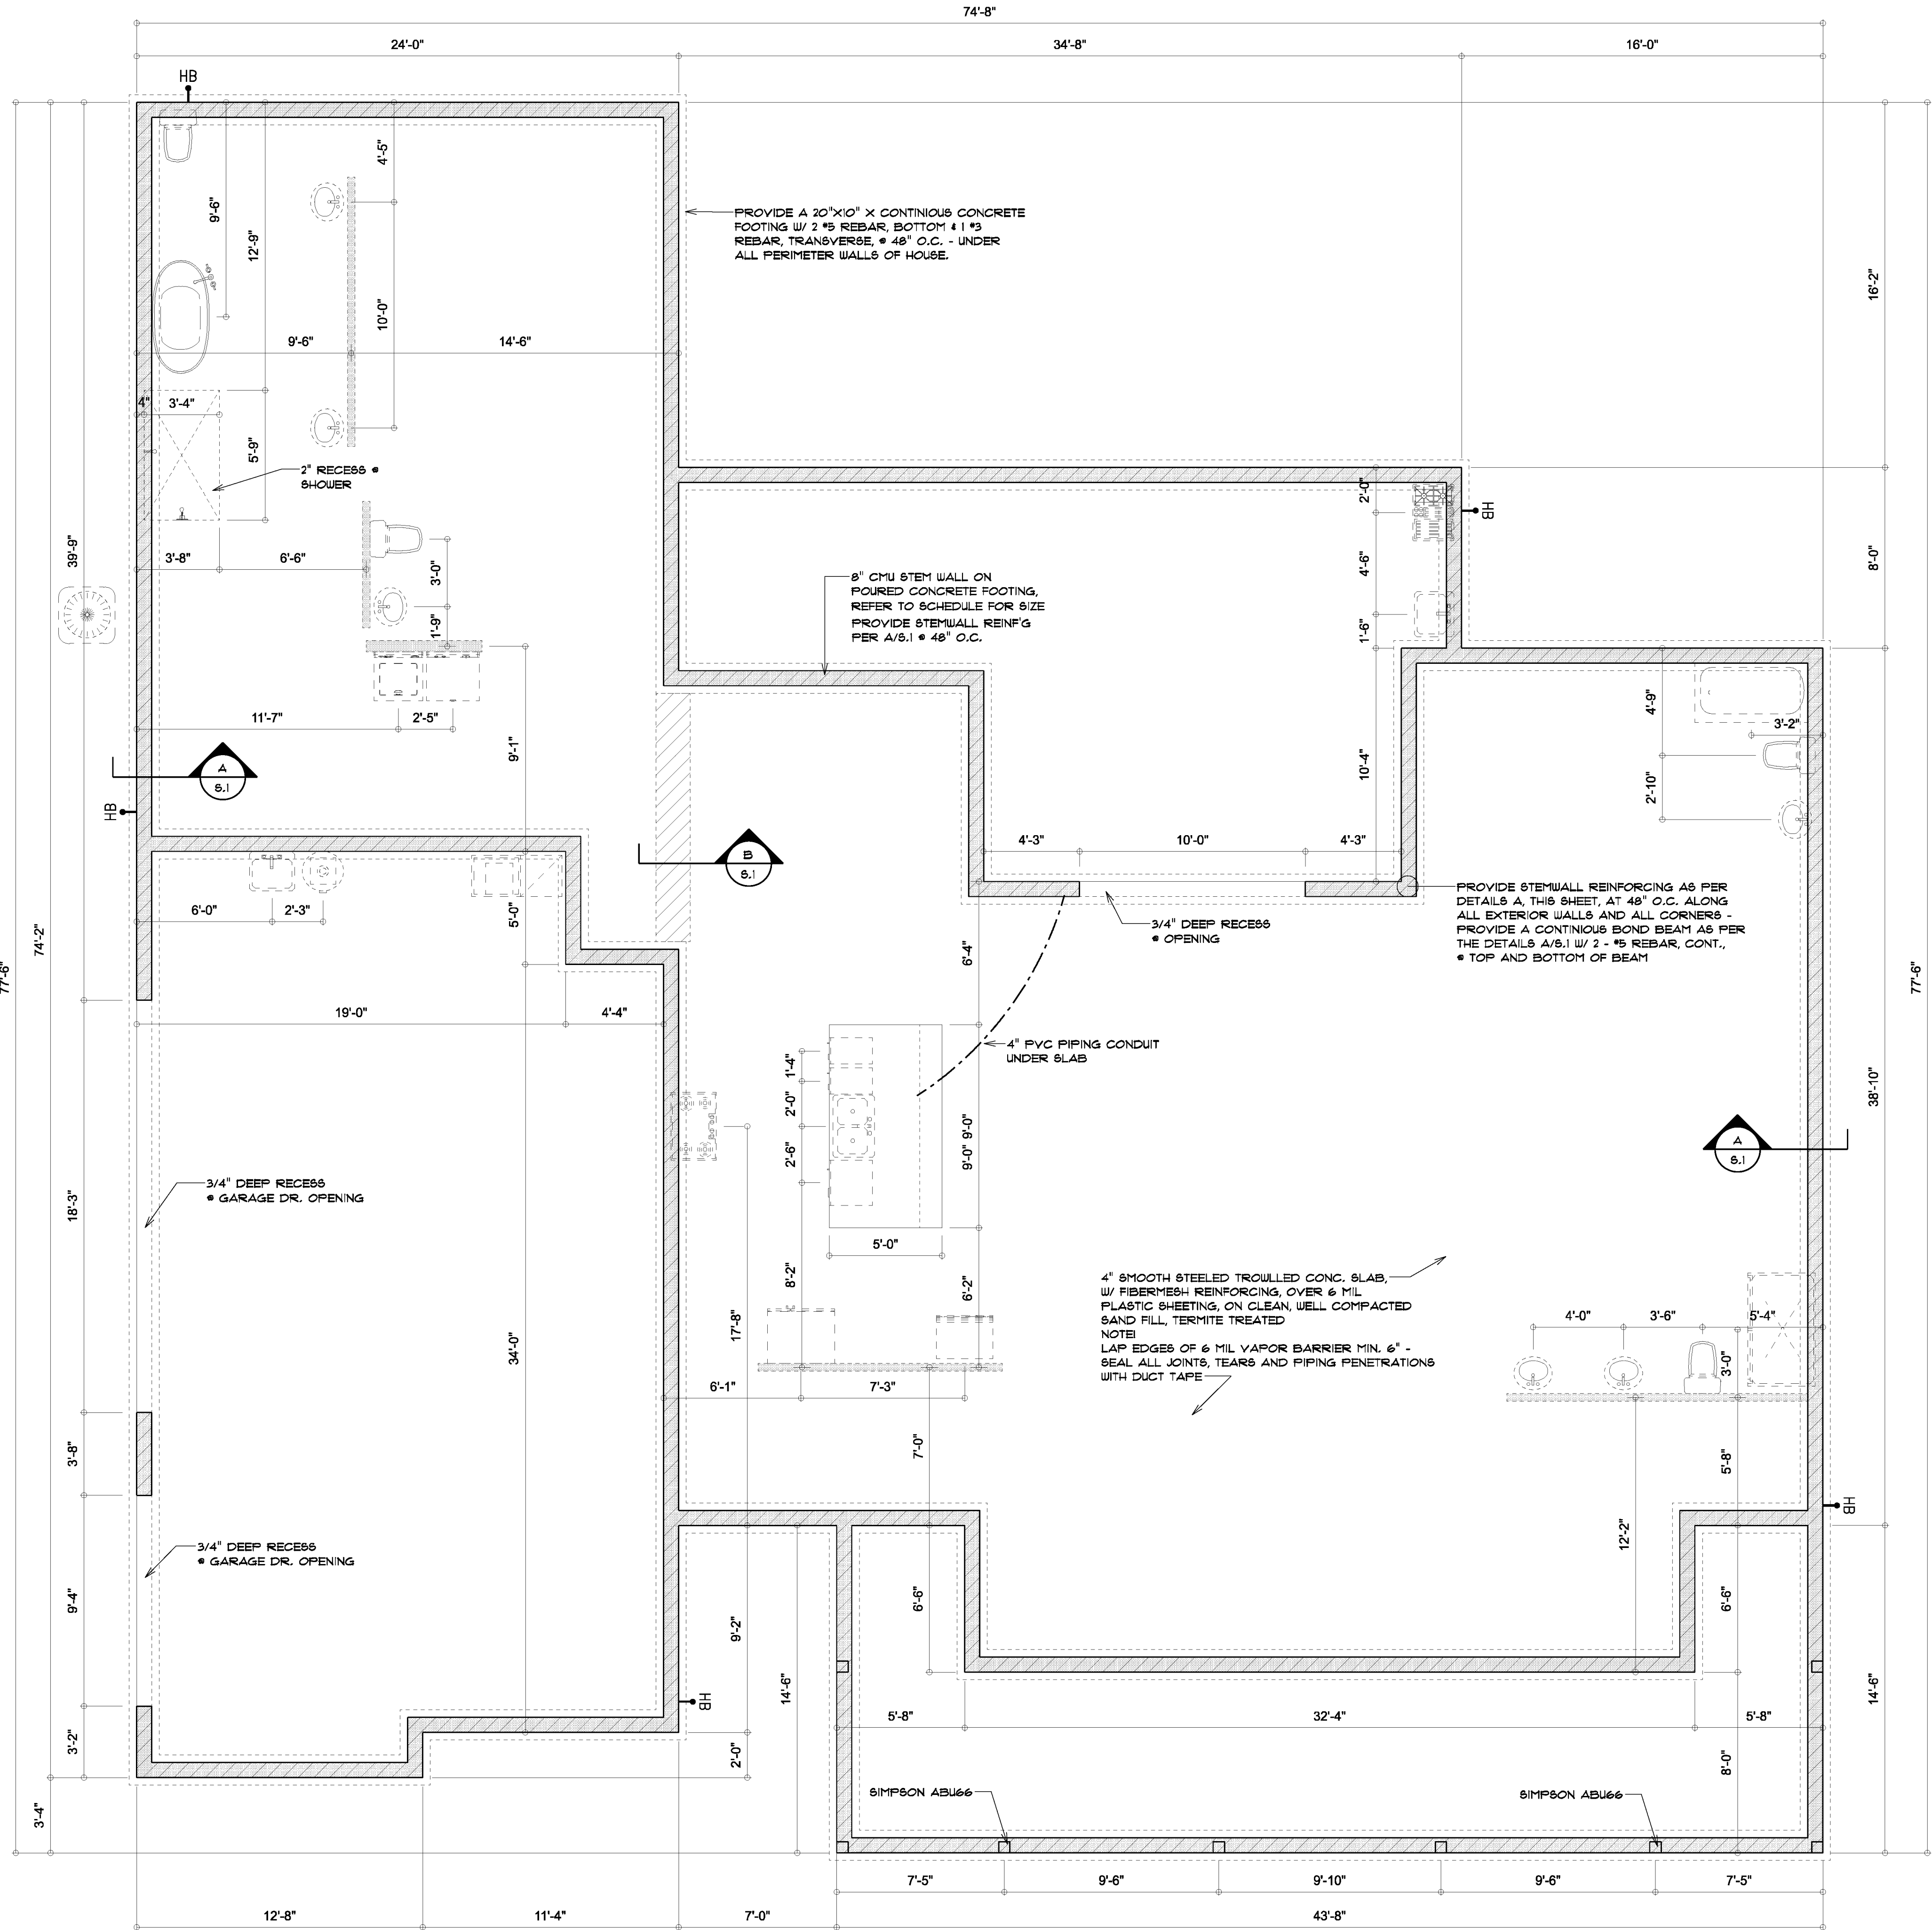 74'-8"
24'-0"
34'-8"
16'-0"
HB
4'-5"
9'-6"
12'-9"
10'-0"
9'-6"
14'-6"
PROVIDE A 20"X10" X CONTINIOUS CONCRETE
FOOTING W/ 2 #5 REBAR, BOTTOM & 1 #3
REBAR, TRANSVERSE, @ 48" O.C. - UNDER
ALL PERIMETER WALLS OF HOUSE.
16'-2"
4"
3'-4"
5'-9"
2" RECESS @
SHOWER
2'-0"
HB
39'-9"
3'-8"
6'-6"
3'-0"
1'-9"
8" CMU STEM WALL ON
POURED CONCRETE FOOTING,
REFER TO SCHEDULE FOR SIZE
PROVIDE STEMWALL REINF'G
PER A/S.1 @ 48" O.C.
4'-6"
1'-6"
8'-0"
11'-7"
2'-5"
9'-1"
4'-9"
3'-2"
10'-4"
2'-10"
A
S.1
HB
B
S.1
4'-3"
10'-0"
4'-3"
6'-0"
2'-3"
5'-0"
3/4" DEEP RECESS
@ OPENING
PROVIDE STEMWALL REINFORCING AS PER
DETAILS A, THIS SHEET, AT 48" O.C. ALONG
ALL EXTERIOR WALLS AND ALL CORNERS -
PROVIDE A CONTINIOUS BOND BEAM AS PER
THE DETAILS A/S.1 W/ 2 - #5 REBAR, CONT.,
@ TOP AND BOTTOM OF BEAM
74'-2"
77'-6"
77'-6"
6'-4"
19'-0"
4'-4"
4" PVC PIPING CONDUIT
UNDER SLAB
1'-4"
2'-0"
2'-6"
9'-0" 9'-0"
38'-10"
A
S.1
3/4" DEEP RECESS
@ GARAGE DR. OPENING
18'-3"
5'-0"
8'-2"
6'-2"
17'-8"
34'-0"
4" SMOOTH STEELED TROWLLED CONC. SLAB,
W/ FIBERMESH REINFORCING, OVER 6 MIL
PLASTIC SHEETING, ON CLEAN, WELL COMPACTED
SAND FILL, TERMITE TREATED
NOTE!
LAP EDGES OF 6 MIL VAPOR BARRIER MIN. 6" -
SEAL ALL JOINTS, TEARS AND PIPING PENETRATIONS
WITH DUCT TAPE
4'-0"
3'-6"
5'-4"
3'-0"
6'-1"
7'-3"
3'-8"
7'-0"
5'-8"
HB
12'-2"
3/4" DEEP RECESS
@ GARAGE DR. OPENING
9'-4"
6'-6"
6'-6"
9'-2"
14'-6"
HB
14'-6"
5'-8"
32'-4"
5'-8"
3'-2"
2'-0"
8'-0"
SIMPSON ABU66
SIMPSON ABU66
3'-4"
7'-5"
9'-6"
9'-10"
9'-6"
7'-5"
12'-8"
11'-4"
7'-0"
43'-8"